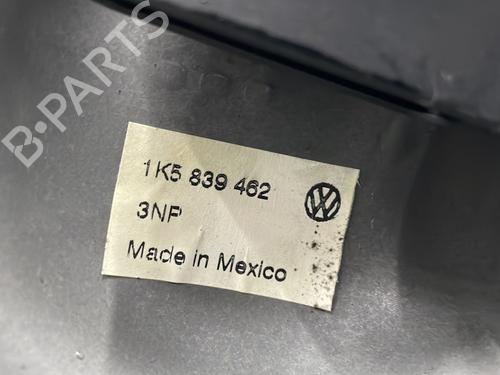 B-PARTS
1K5 839 462
3NP
Made in Mexico